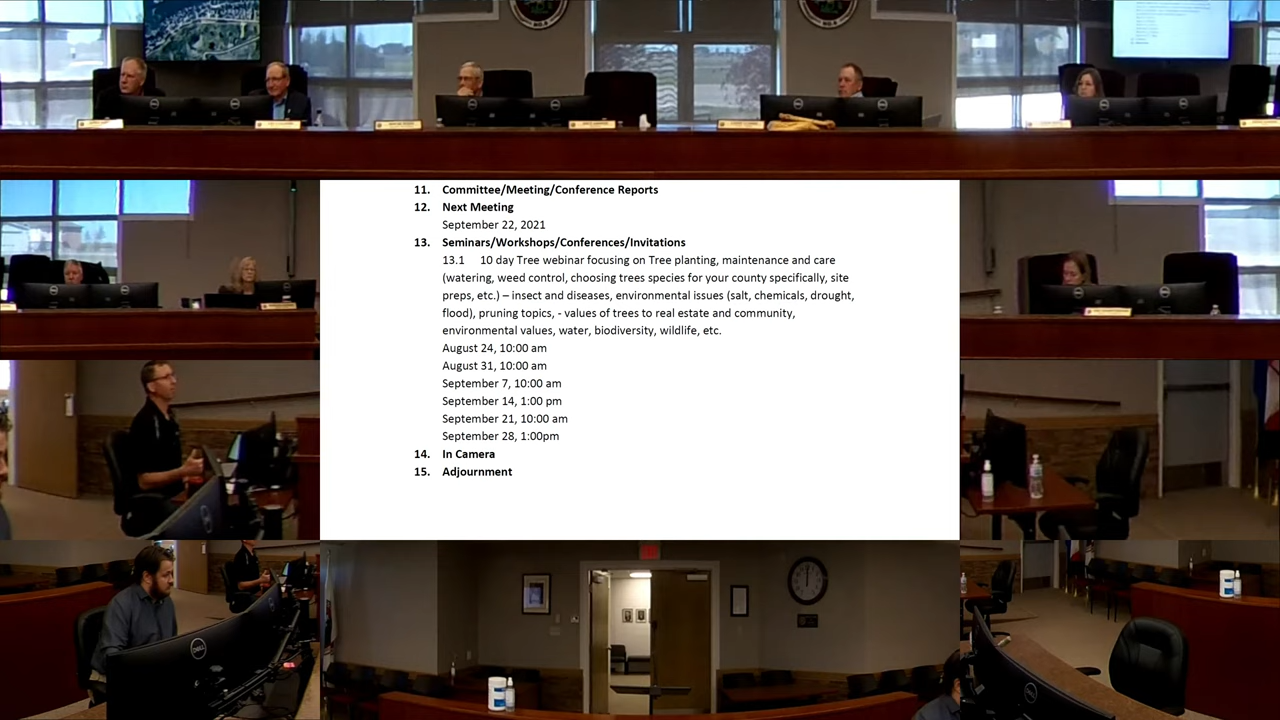 11. Committee/Meeting/Conference Reports
12. Next Meeting
September 22, 2021
13. Seminars/Workshops/Conferences/Invitations
13.1 10 day Tree webinar focusing on Tree planting, maintenance and care
(watering, weed control, choosing trees species for your county specifically, site
preps, etc.) – insect and diseases, environmental issues (salt, chemicals, drought,
flood), pruning topics, - values of trees to real estate and community,
environmental values, water, biodiversity, wildlife, etc.
August 24, 10:00 am
August 31, 10:00 am
September 7, 10:00 am
September 14, 1:00 pm
September 21, 10:00 am
September 28, 1:00pm
14. In Camera
15. Adjournment
DELL